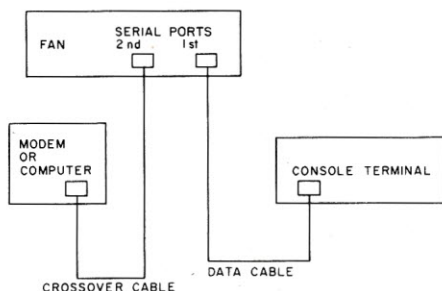 SERIAL PORTS
FAN 2nd 1st
MODEM
OR
COMPUTER
CONSOLE TERMINAL
DATA CABLE
CROSSOVER CABLE